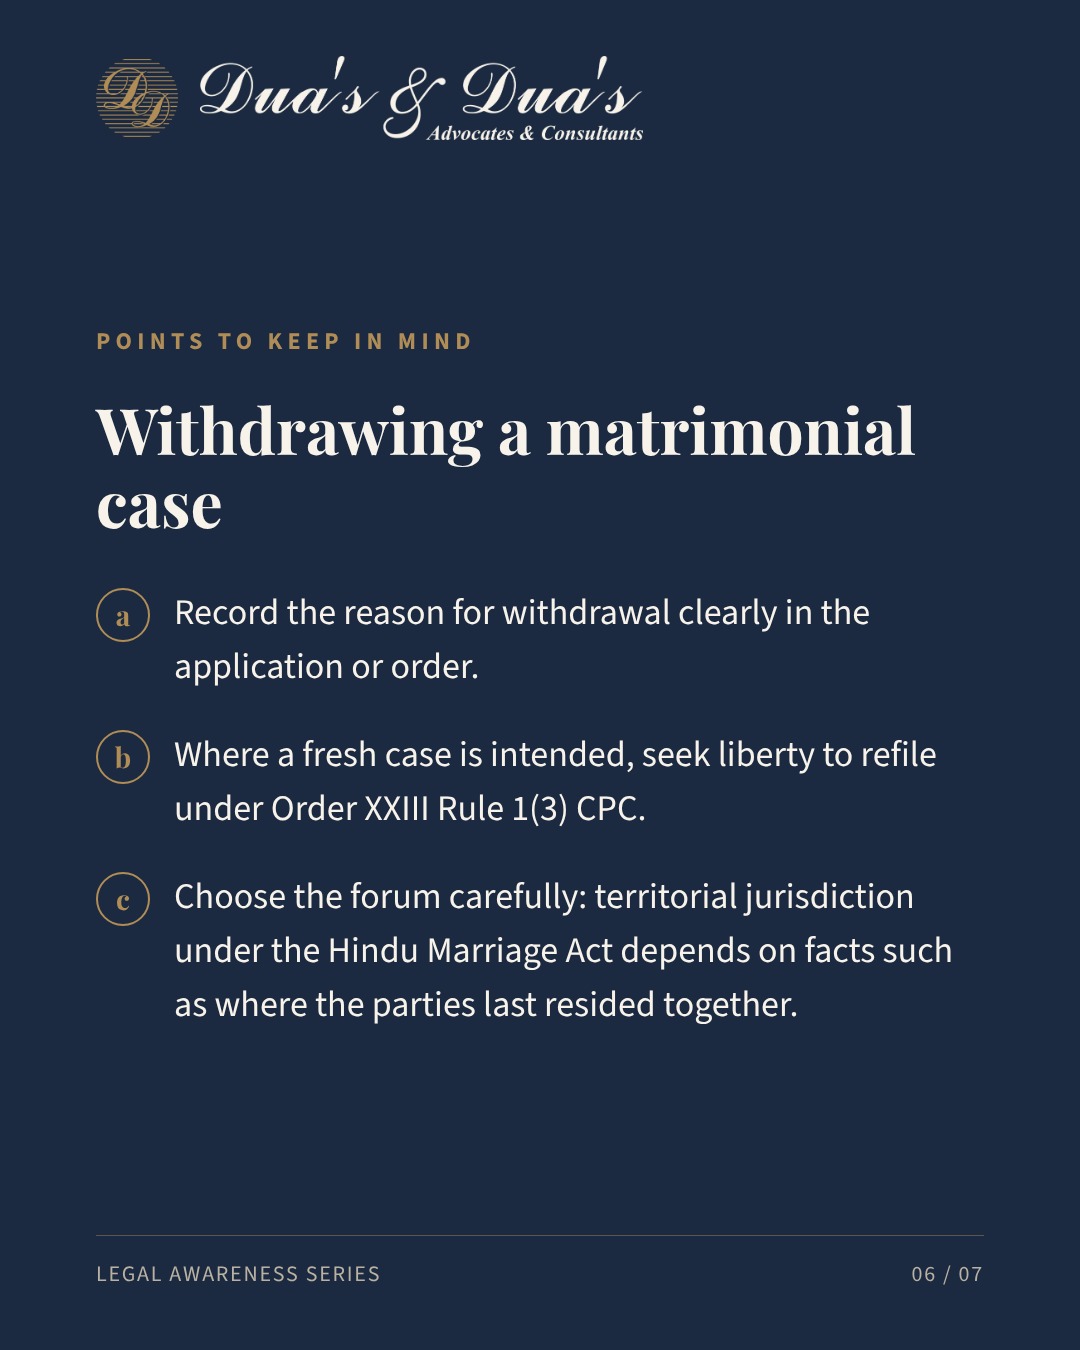 DD Dua's & Dua's
Advocates & Consultants
POINTS TO KEEP IN MIND
Withdrawing a matrimonial
case
a Record the reason for withdrawal clearly in the
application or order.
b Where a fresh case is intended, seek liberty to refile
under Order XXIII Rule 1(3) CPC.
c Choose the forum carefully: territorial jurisdiction
under the Hindu Marriage Act depends on facts such
as where the parties last resided together.
LEGAL AWARENESS SERIES 06 / 07